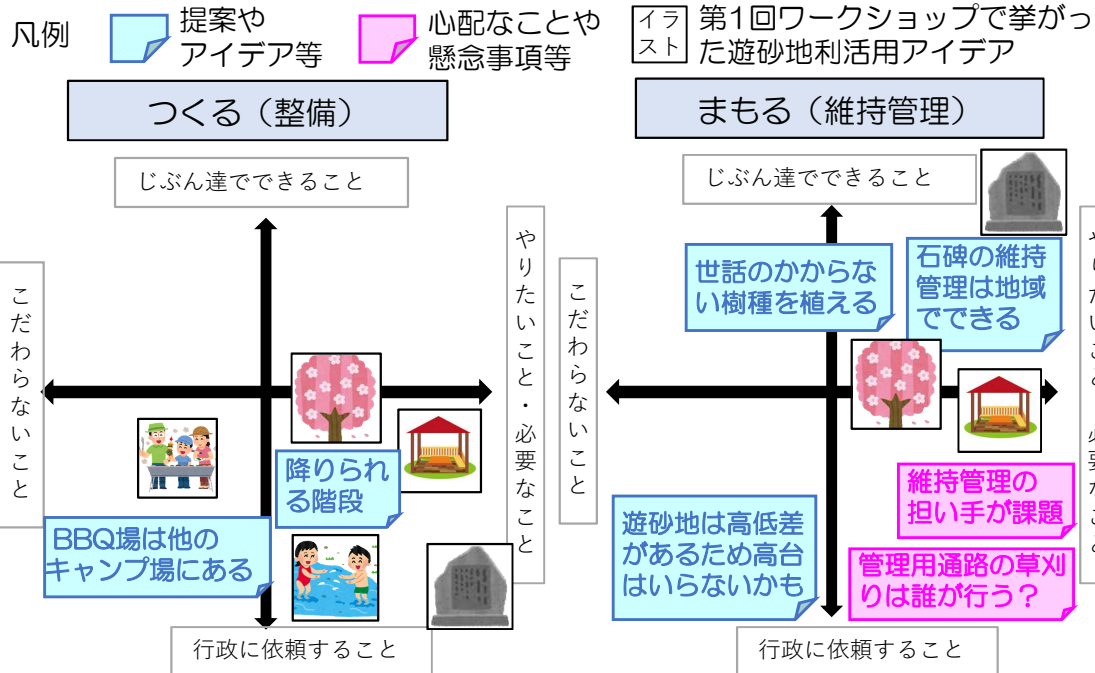 凡例
提案や
アイデア等
心配なことや
懸念事項等
イラ
スト
第1回ワークショップで挙がっ
た遊砂地利活用アイデア
つくる（整備）
じぶん達でできること
こだわらないこと
やりたいこと・必要なこと
降りられ
る階段
BBQ場は他の
キャンプ場にある
行政に依頼すること
まもる（維持管理）
じぶん達でできること
こだわらないこと
世話のかからな
い樹種を植える
石碑の維持
管理は地域
でできる
維持管理の
担い手が課題
遊砂地は高低差
があるため高台
はいらないかも
管理用通路の草刈
りは誰が行う？
行政に依頼すること